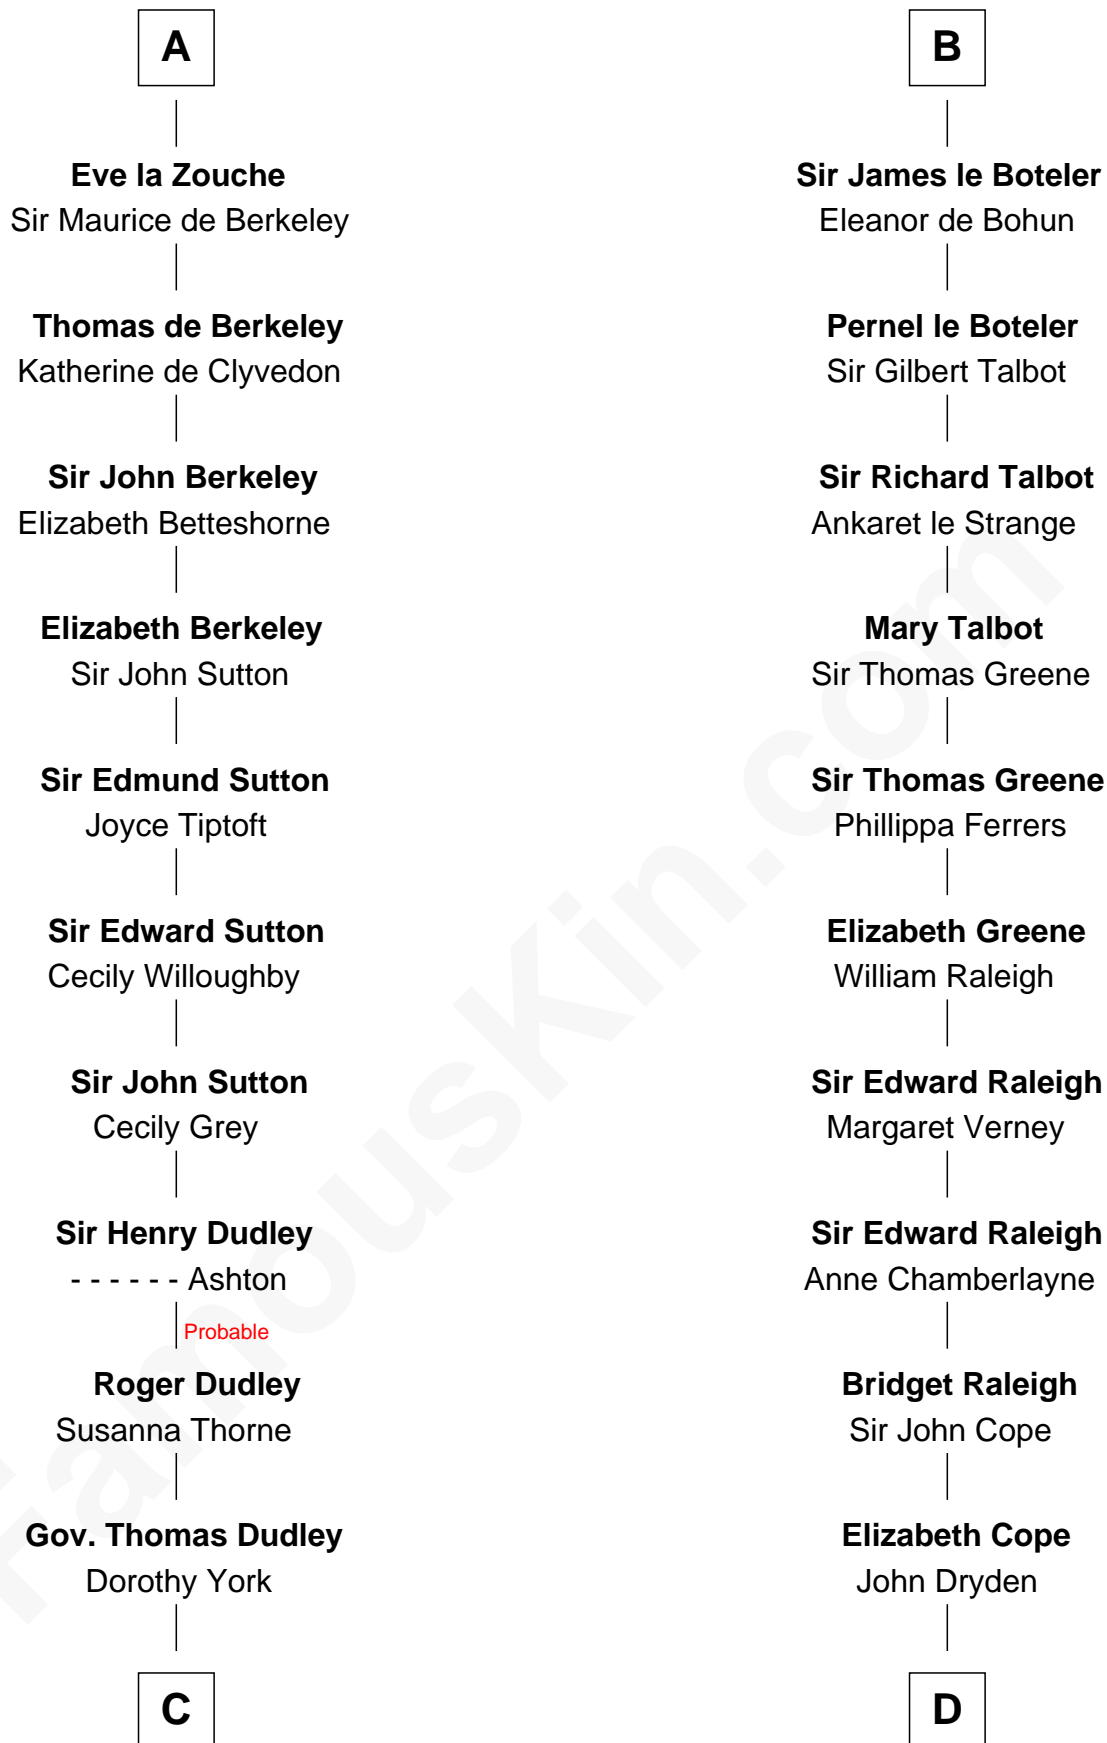 A
Eve la Zouche
Sir Maurice de Berkeley
Thomas de Berkeley
Katherine de Clyvedon
Sir John Berkeley
Elizabeth Betteshorne
Elizabeth Berkeley
Sir John Sutton
Sir Edmund Sutton
Joyce Tiptoft
Sir Edward Sutton
Cecily Willoughby
Sir John Sutton
Cecily Grey
Sir Henry Dudley
- - - - - - Ashton
Probable
Roger Dudley
Susanna Thorne
Gov. Thomas Dudley
Dorothy York
C
B
Sir James le Boteler
Eleanor de Bohun
Pernel le Boteler
Sir Gilbert Talbot
Sir Richard Talbot
Ankaret le Strange
Mary Talbot
Sir Thomas Greene
Sir Thomas Greene
Phillippa Ferrers
Elizabeth Greene
William Raleigh
Sir Edward Raleigh
Margaret Verney
Sir Edward Raleigh
Anne Chamberlayne
Bridget Raleigh
Sir John Cope
Elizabeth Cope
John Dryden
D
FamousKin.com